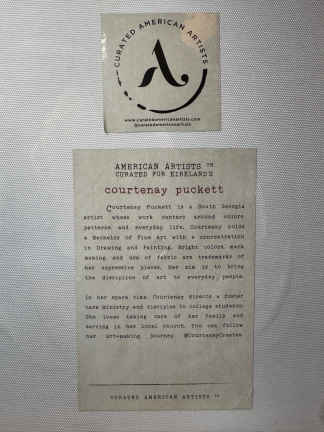 CURATED AMERICAN ARTISTS
A
www.curatedamericanartists.com
@curatedamericanartists
AMERICAN ARTISTS ™
CURATED FOR KIRKLAND'S
courtenay puckett
Courtenay Puckett is a South Georgia
artist whose work centers around colors
patterns and everyday life. Courtenay holds
a Bachelor of Fine Art with a concentration
in Drawing and Painting. Bright colors, mark
making, and use of fabric are trademarks of
her expressive pieces. Her aim is to bring
the discipline of art to everyday people.
In her spare time, Courtenay directs a dinner
care ministry and disciples to college students.
She loves taking care of her family and
serving in her local church. You can follow
her art-making journey @CourtenayCreates
CURATED AMERICAN ARTISTS ™